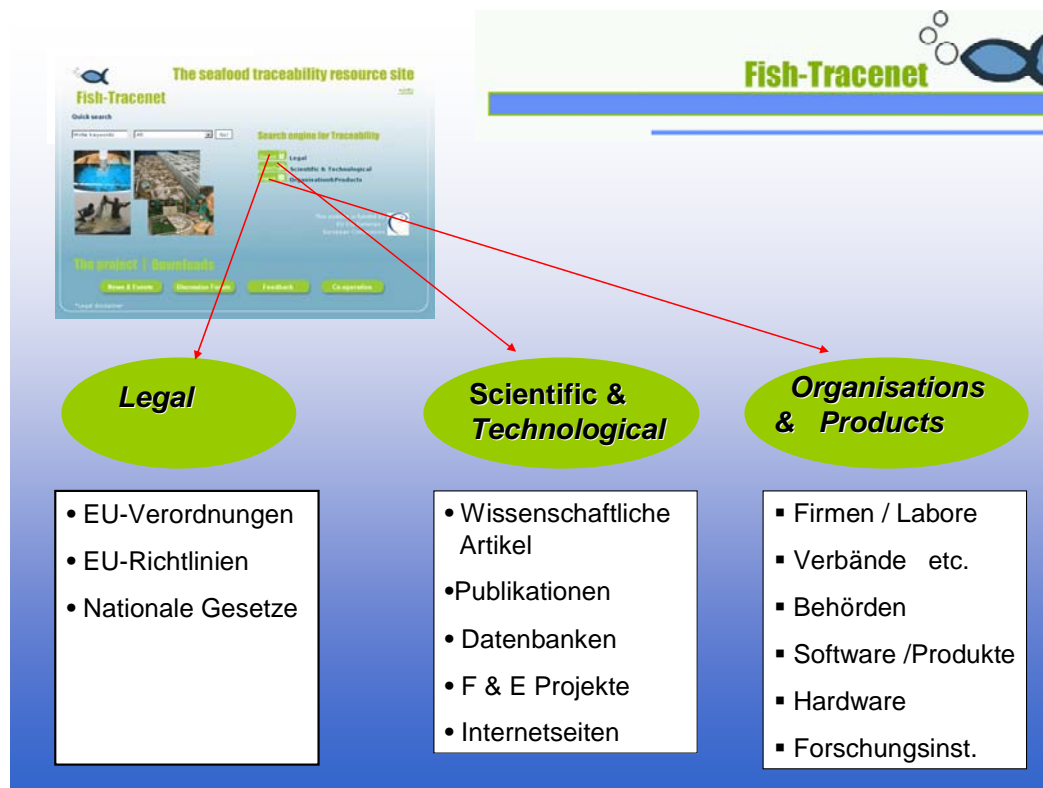 The seafood traceability resource site
Fish-Tracenet
Quick search
All
Search engine for Traceability
Legal
Scientific & Technological
Organisation&Products
The project | Downloads
News & Events
Discussion Forum
Feedback
Co-operation
Fish-Tracenet
Legal
Scientific &
Technological
Organisations
& Products
• EU-Verordnungen
• EU-Richtlinien
• Nationale Gesetze
• Wissenschaftliche
Artikel
•Publikationen
• Datenbanken
• F & E Projekte
• Internetseiten
▪ Firmen / Labore
▪ Verbände etc.
▪ Behörden
▪ Software /Produkte
▪ Hardware
▪ Forschungsinst.